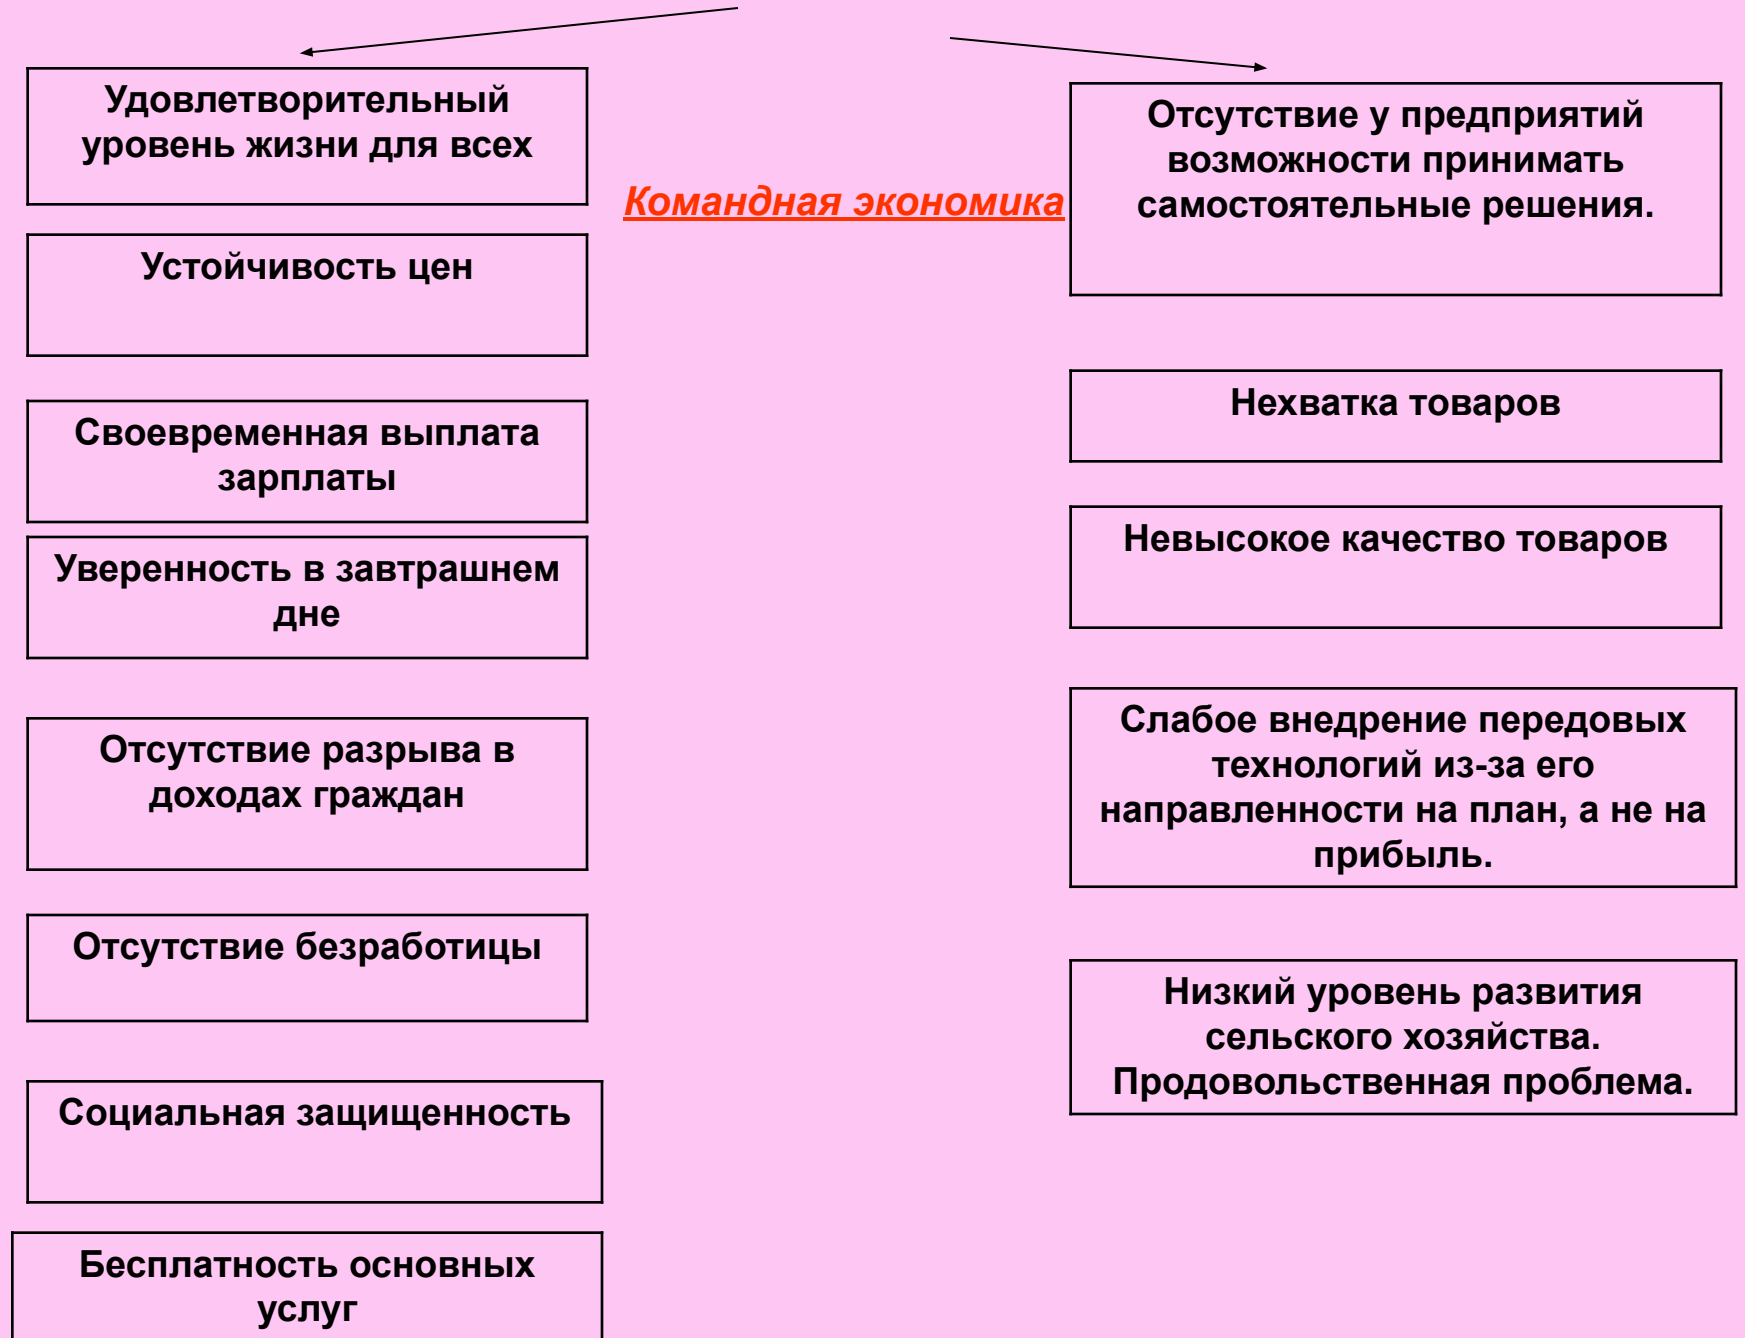 Удовлетворительный
уровень жизни для всех
Устойчивость цен
Своевременная выплата
зарплаты
Уверенность в завтрашнем
дне
Отсутствие разрыва в
доходах граждан
Отсутствие безработицы
Социальная защищенность
Бесплатность основных
услуг
Командная экономика
Отсутствие у предприятий
возможности принимать
самостоятельные решения.
Нехватка товаров
Невысокое качество товаров
Слабое внедрение передовых
технологий из-за его
направленности на план, а не на
прибыль.
Низкий уровень развития
сельского хозяйства.
Продовольственная проблема.